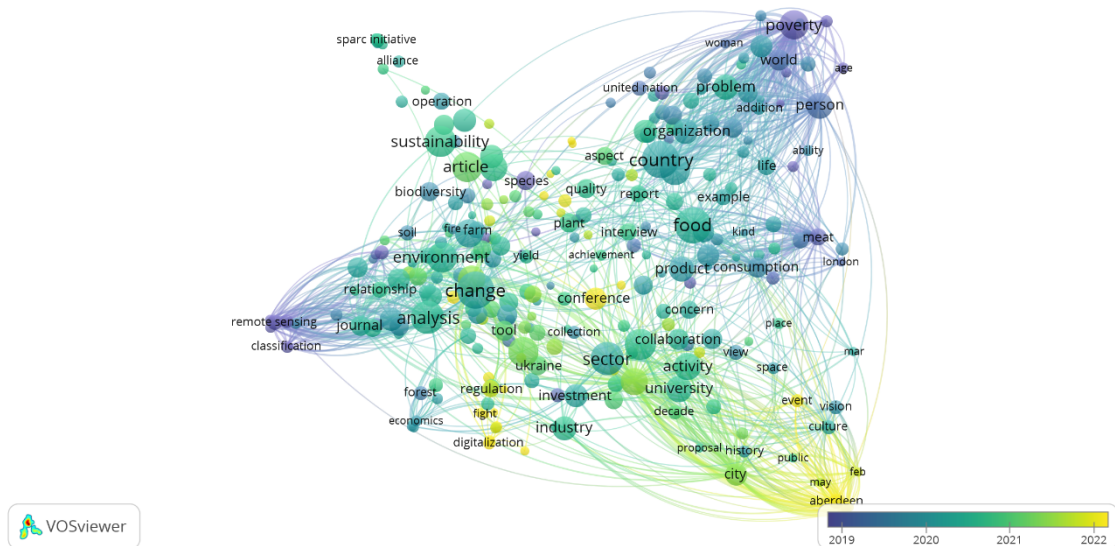 poverty
sparc initiative
woman
alliance
world
age
united nation
problem
operation
addition
person
organization
sustainability
ability
aspect
country
article
life
species
quality
report
example
biodiversity
plant
food
soil
fire
farm
interview
kind
meat
achievement
yield
environment
london
product
consumption
relationship
change
conference
concern
analysis
remote sensing
journal
tool
collection
place
collaboration
classification
view
mar
sector
ukraine
activity
space
regulation
university
forest
investment
event
vision
fight
decade
economics
culture
industry
digitalization
proposal
history
public
city
feb
may
aberdeen
VOSviewer
2019
2020
2021
2022